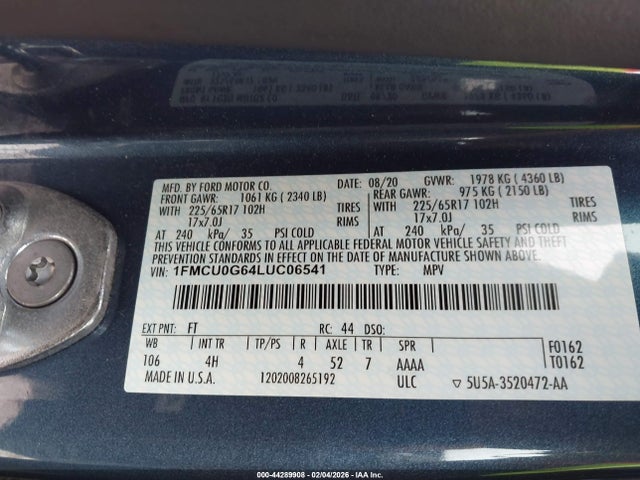 MFD. BY FORD MOTOR CO.
DATE: 08/20 GVWR: 1978 KG ( 4360 LB)
FRONT GAWR: 1061 KG ( 2340 LB)
REAR GAWR: 975 KG ( 2150 LB)
WITH 225/65R17 102H TIRES
WITH 225/65R17 102H TIRES
17x7.0J RIMS
17x7.0J RIMS
AT 240 kPa/ 35 PSI COLD
AT 240 kPa/ 35 PSI COLD
THIS VEHICLE CONFORMS TO ALL APPLICABLE FEDERAL MOTOR VEHICLE SAFETY AND THEFT
PREVENTION STANDARDS IN EFFECT ON THE DATE OF MANUFACTURE SHOWN ABOVE.
VIN: 1FMCU0G64LUC06541 TYPE: MPV
EXT PNT: FT RC: 44 DSO:
WB INT TR TP/PS R AXLE TR SPR
106 4H 4 52 7 AAAA
F0162
T0162
MADE IN U.S.A. 1202008265192 ULC ▽ 5U5A-3520472-AA
000-44289908 - 02/04/2026 - IAA Inc.